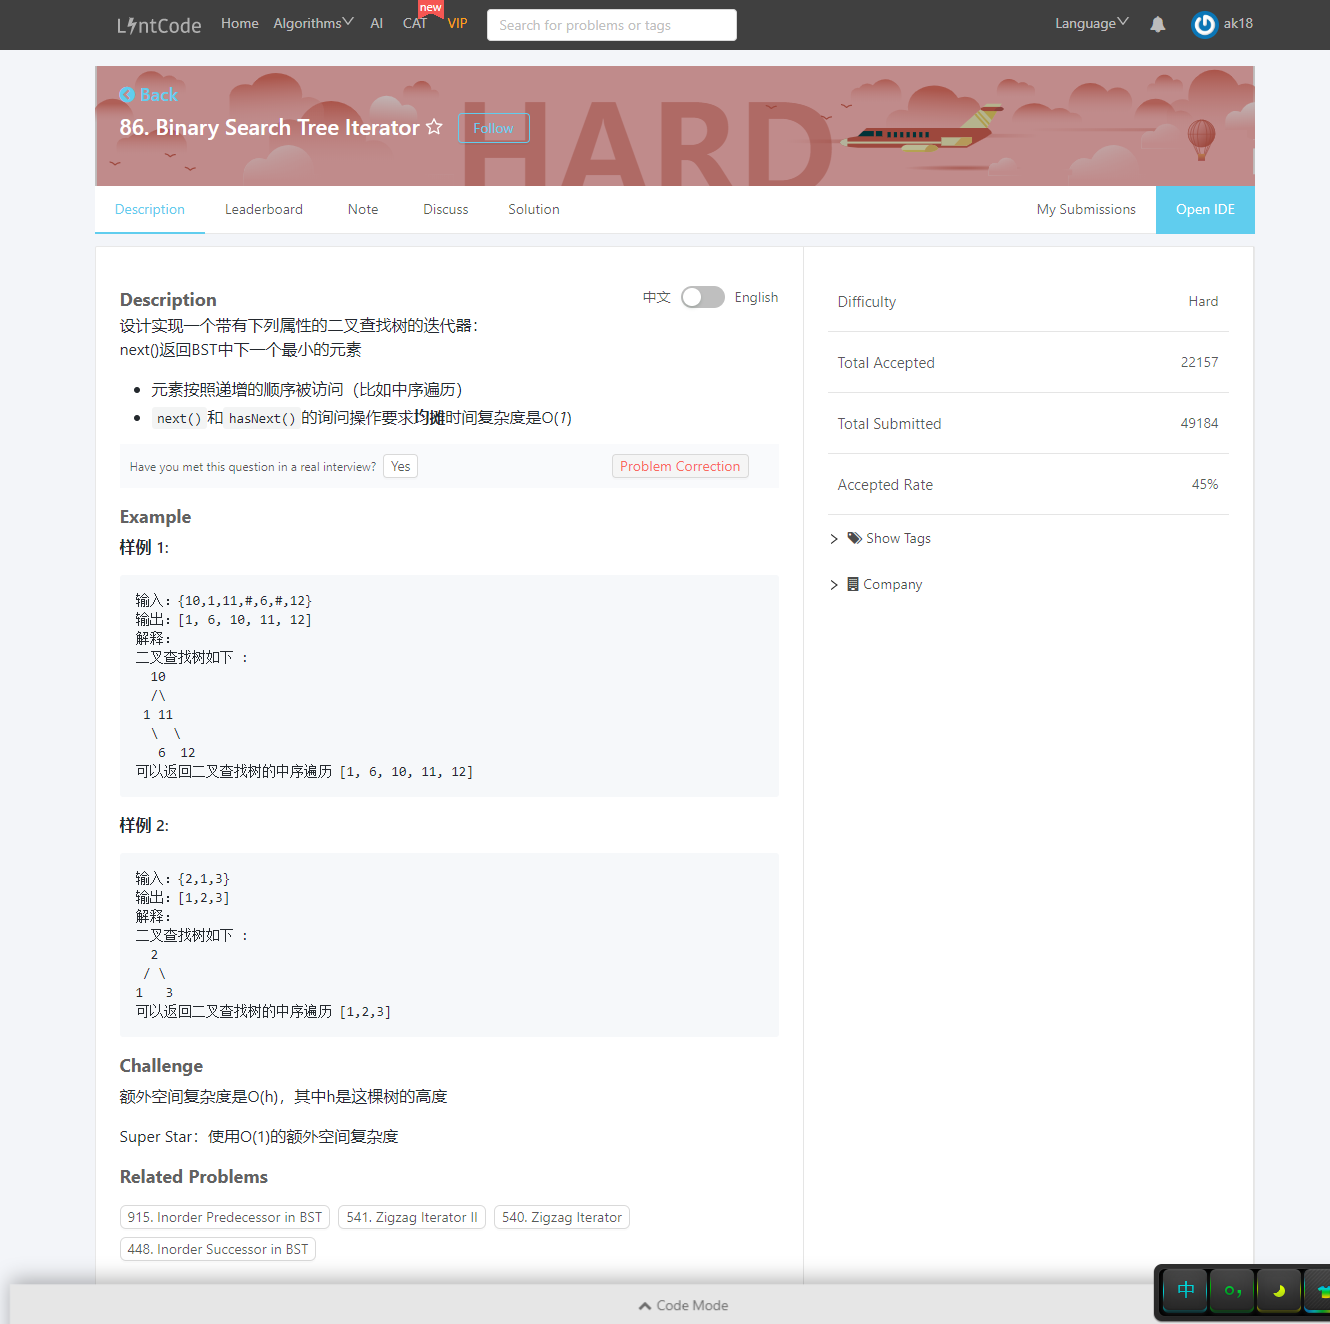 LintCode Home Algorithms AI CAT new VIP Search for problems or tags Language ak18
Back
HARD
86. Binary Search Tree Iterator Follow
Description Leaderboard Note Discuss Solution My Submissions Open IDE
Description 中文 English
设计实现一个带有下列属性的二叉查找树的迭代器：
next()返回BST中下一个最小的元素
元素按照递增的顺序被访问（比如中序遍历）
next() 和 hasNext() 的询问操作要求均摊时间复杂度是O(1)
Have you met this question in a real interview? Yes Problem Correction
Example
样例 1:
输入：{10,1,11,#,6,#,12}
输出：[1, 6, 10, 11, 12]
解释：
二叉查找树如下 :
10
/\
1 11
\ \
6 12
可以返回二叉查找树的中序遍历 [1, 6, 10, 11, 12]
样例 2:
输入：{2,1,3}
输出：[1,2,3]
解释：
二叉查找树如下 :
2
/ \
1 3
可以返回二叉查找树的中序遍历 [1,2,3]
Challenge
额外空间复杂度是O(h)，其中h是这棵树的高度
Super Star：使用O(1)的额外空间复杂度
Related Problems
915. Inorder Predecessor in BST 541. Zigzag Iterator II 540. Zigzag Iterator
448. Inorder Successor in BST
Difficulty Hard
Total Accepted 22157
Total Submitted 49184
Accepted Rate 45%
Show Tags
Company
Code Mode
中